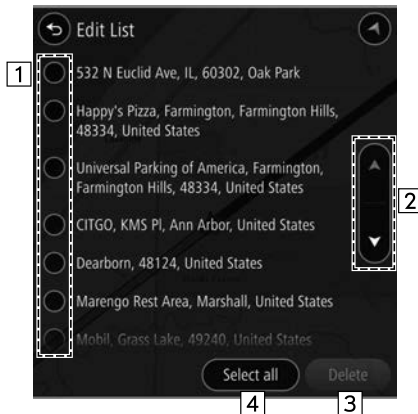 Edit List
1
532 N Euclid Ave, IL, 60302, Oak Park
Happy's Pizza, Farmington, Farmington Hills,
48334, United States
Universal Parking of America, Farmington,
Farmington Hills, 48334, United States
2
CITGO, KMS Pl, Ann Arbor, United States
Dearborn, 48124, United States
Marengo Rest Area, Marshall, United States
Mobil, Grass Lake, 49240, United States
Select all
Delete
4
3